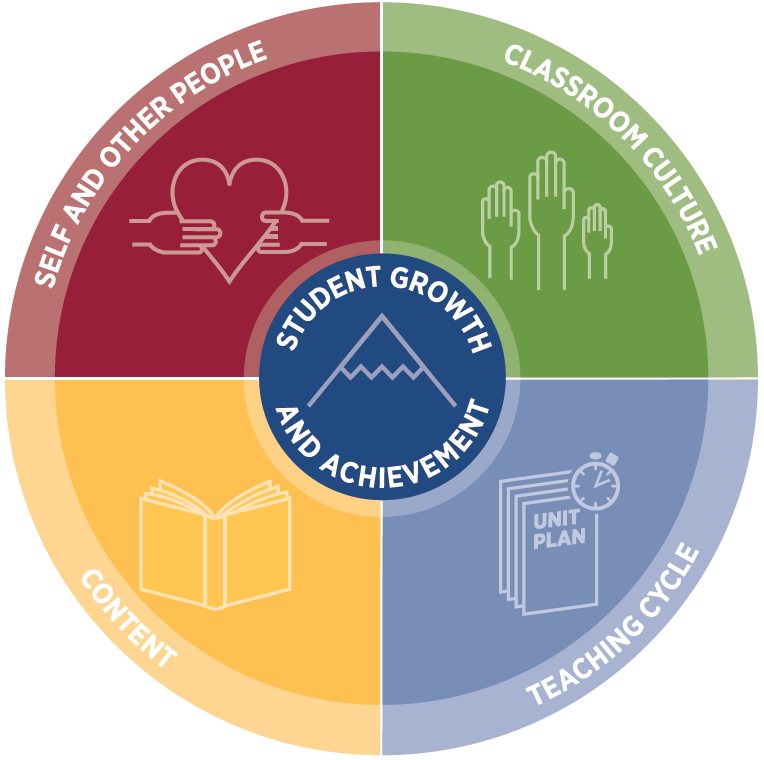 SELF AND OTHER PEOPLE
CLASSROOM CULTURE
STUDENT GROWTH
AND ACHIEVEMENT
CONTENT
UNIT
PLAN
TEACHING CYCLE